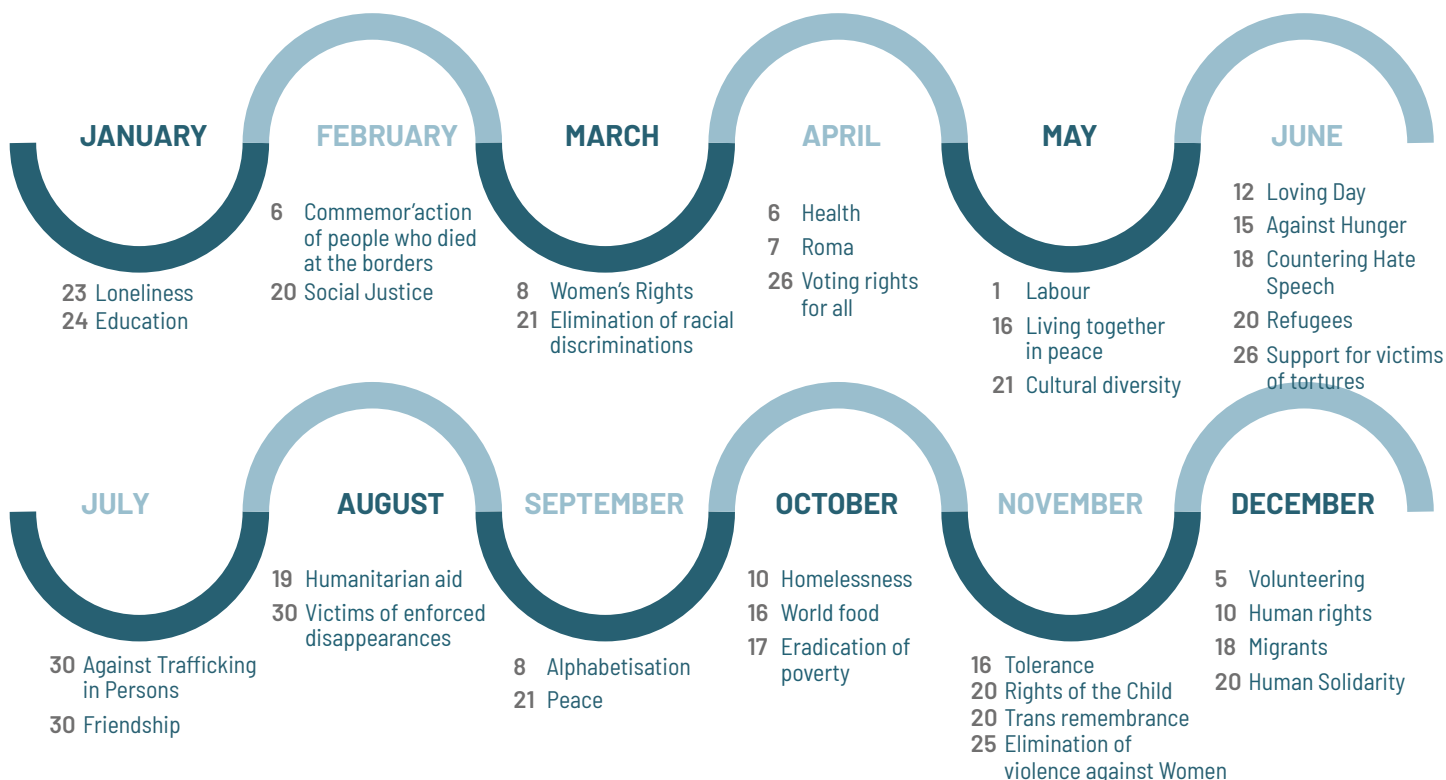 JANUARY
23 Loneliness
24 Education
FEBRUARY
6 Commemor‘action
of people who died
at the borders
20 Social Justice
MARCH
8 Women‘s Rights
21 Elimination of racial
discriminations
APRIL
6 Health
7 Roma
26 Voting rights
for all
MAY
1 Labour
16 Living together
in peace
21 Cultural diversity
JUNE
12 Loving Day
15 Against Hunger
18 Countering Hate
Speech
20 Refugees
26 Support for victims
of tortures
JULY
30 Against Trafficking
in Persons
30 Friendship
AUGUST
19 Humanitarian aid
30 Victims of enforced
disappearances
SEPTEMBER
8 Alphabetisation
21 Peace
OCTOBER
10 Homelessness
16 World food
17 Eradication of
poverty
NOVEMBER
16 Tolerance
20 Rights of the Child
20 Trans remembrance
25 Elimination of
violence against Women
DECEMBER
5 Volunteering
10 Human rights
18 Migrants
20 Human Solidarity